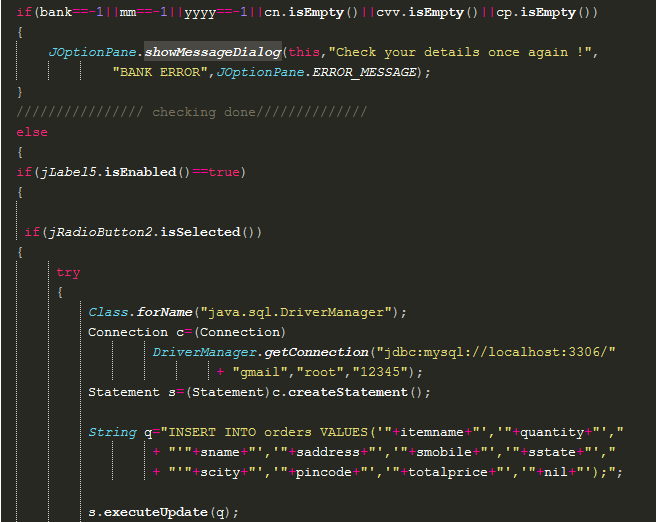 if(bank==-1||mm==-1||yyyy==-1||cn.isEmpty()||cvv.isEmpty()||cp.isEmpty())
{
JOptionPane.showMessageDialog(this,"Check your details once again !",
"BANK ERROR",JOptionPane.ERROR_MESSAGE);
}
//////////////// checking done//////////////
else
{
if(jLabel5.isEnabled()==true)
{
if(jRadioButton2.isSelected())
{
try
{
Class.forName("java.sql.DriverManager");
Connection c=(Connection)
DriverManager.getConnection("jdbc:mysql://localhost:3306/"
+ "gmail","root","12345");
Statement s=(Statement)c.createStatement();
String q="INSERT INTO orders VALUES('"+itemname+"','"+quantity+"',"
+ "'"+sname+"','"+saddress+"','"+smobile+"','"+sstate+"',"
+ "'"+scity+"','"+pincode+"','"+totalprice+"','"+nil+"');";
s.executeUpdate(q);